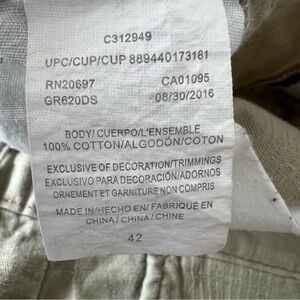 C312949
UPC/CUP/CUP 889440173181
RN20697 CA01095
GR620DS 08/30/2016
BODY/ CUERPO/L'ENSEMBLE
100% COTTON/ALGODÓN/COTON
EXCLUSIVE OF DECORATION/TRIMMINGS
EXCLUSIVO PARA DECORACIÓN/ADORNOS
ORNEMENT ET GARNITURE NON COMPRIS
MADE IN/HECHO EN/ FABRIQUÉ EN
CHINA/ CHINA/ CHINE
42